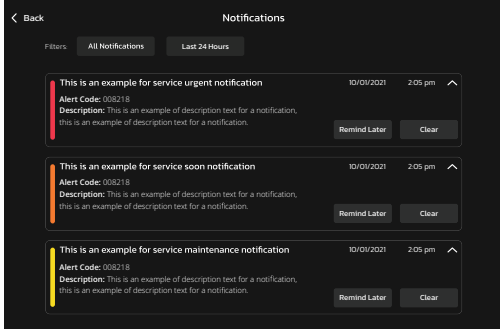 Back
Notifications
Filters:
All Notifications
Last 24 Hours
This is an example for service urgent notification 10/01/2021 2:05 pm
Alert Code: 008218
Description: This is an example of description text for a notification,
this is an example of description text for a notification.
Remind Later Clear
This is an example for service soon notification 10/01/2021 2:05 pm
Alert Code: 008218
Description: This is an example of description text for a notification,
this is an example of description text for a notification.
Remind Later Clear
This is an example for service maintenance notification 10/01/2021 2:05 pm
Alert Code: 008218
Description: This is an example of description text for a notification,
this is an example of description text for a notification.
Remind Later Clear